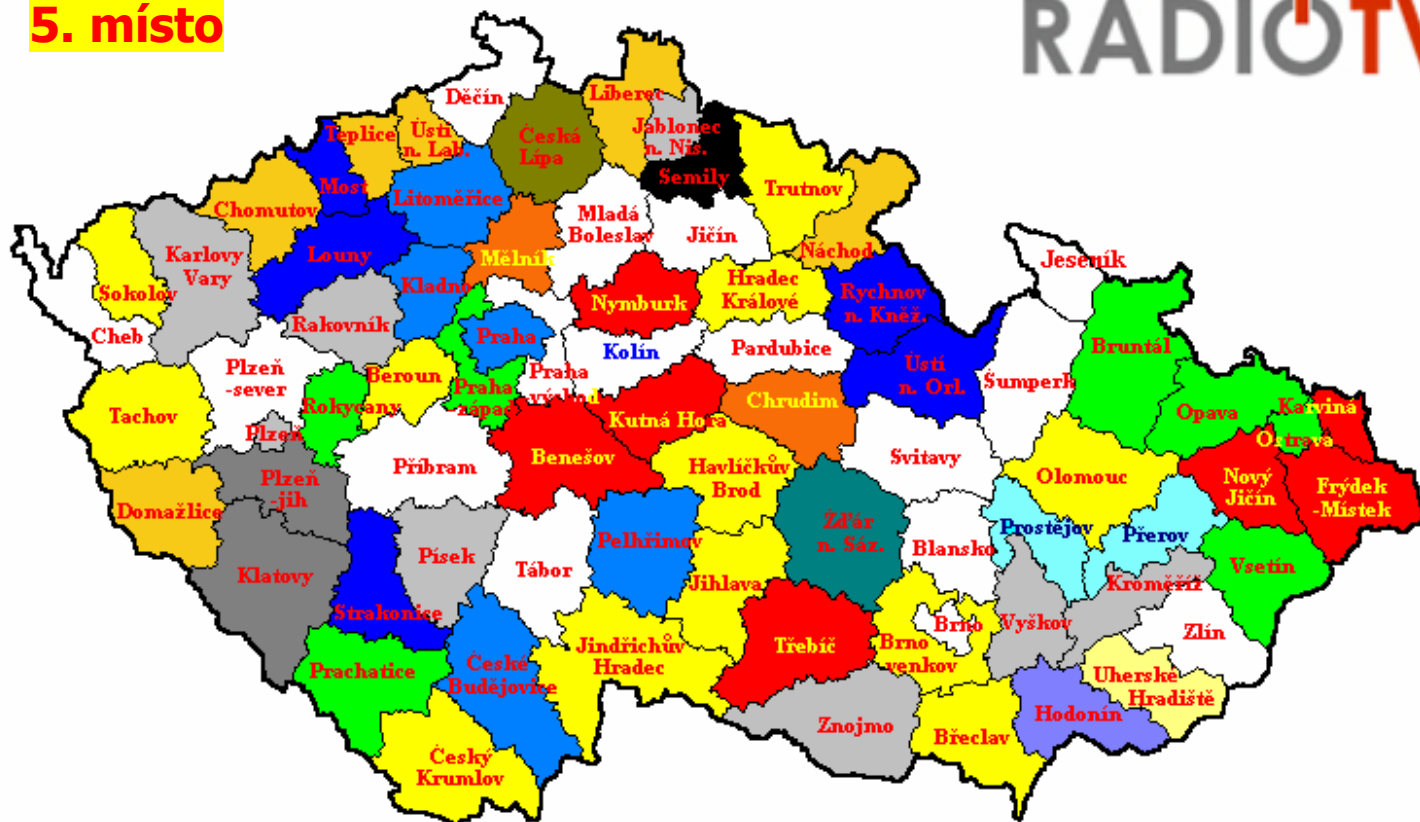 5. místo
RADIOTV
Děčín
Liberec
Teplice
Ústí
n. Lab.
Česká
Lípa
Jablonec
n. Nis.
Most
Semily
Trutnov
Chomutov
Litoměřice
Mladá
Boleslav
Jičín
Náchod
Karlovy
Vary
Louny
Mělník
Jeseník
Sokolov
Kladno
Nymburk
Hradec
Králové
Rychnov
n. Kněž.
Cheb
Rakovník
Praha
Kolín
Pardubice
Ústí
n. Orl.
Šumperk
Bruntál
Plzeň
-sever
Beroun
Praha
-západ
Praha
-východ
Tachov
Rokycany
Kutná Hora
Chrudim
Opava
Karviná
Ostrava
Plzeň
Příbram
Benešov
Havlíčkův
Brod
Svitavy
Olomouc
Nový
Jičín
Frýdek
-Místek
Domažlice
Plzeň
-jih
Žďár
n. Sáz.
Prostějov
Přerov
Klatovy
Písek
Tábor
Pelhřimov
Blansko
Vsetín
Strakonice
Jihlava
Kroměříž
Vyškov
Brno
Zlín
Prachatice
České
Budějovice
Jindřichův
Hradec
Třebíč
Brno
venkov
Uherské
Hradiště
Český
Krumlov
Znojmo
Břeclav
Hodonín